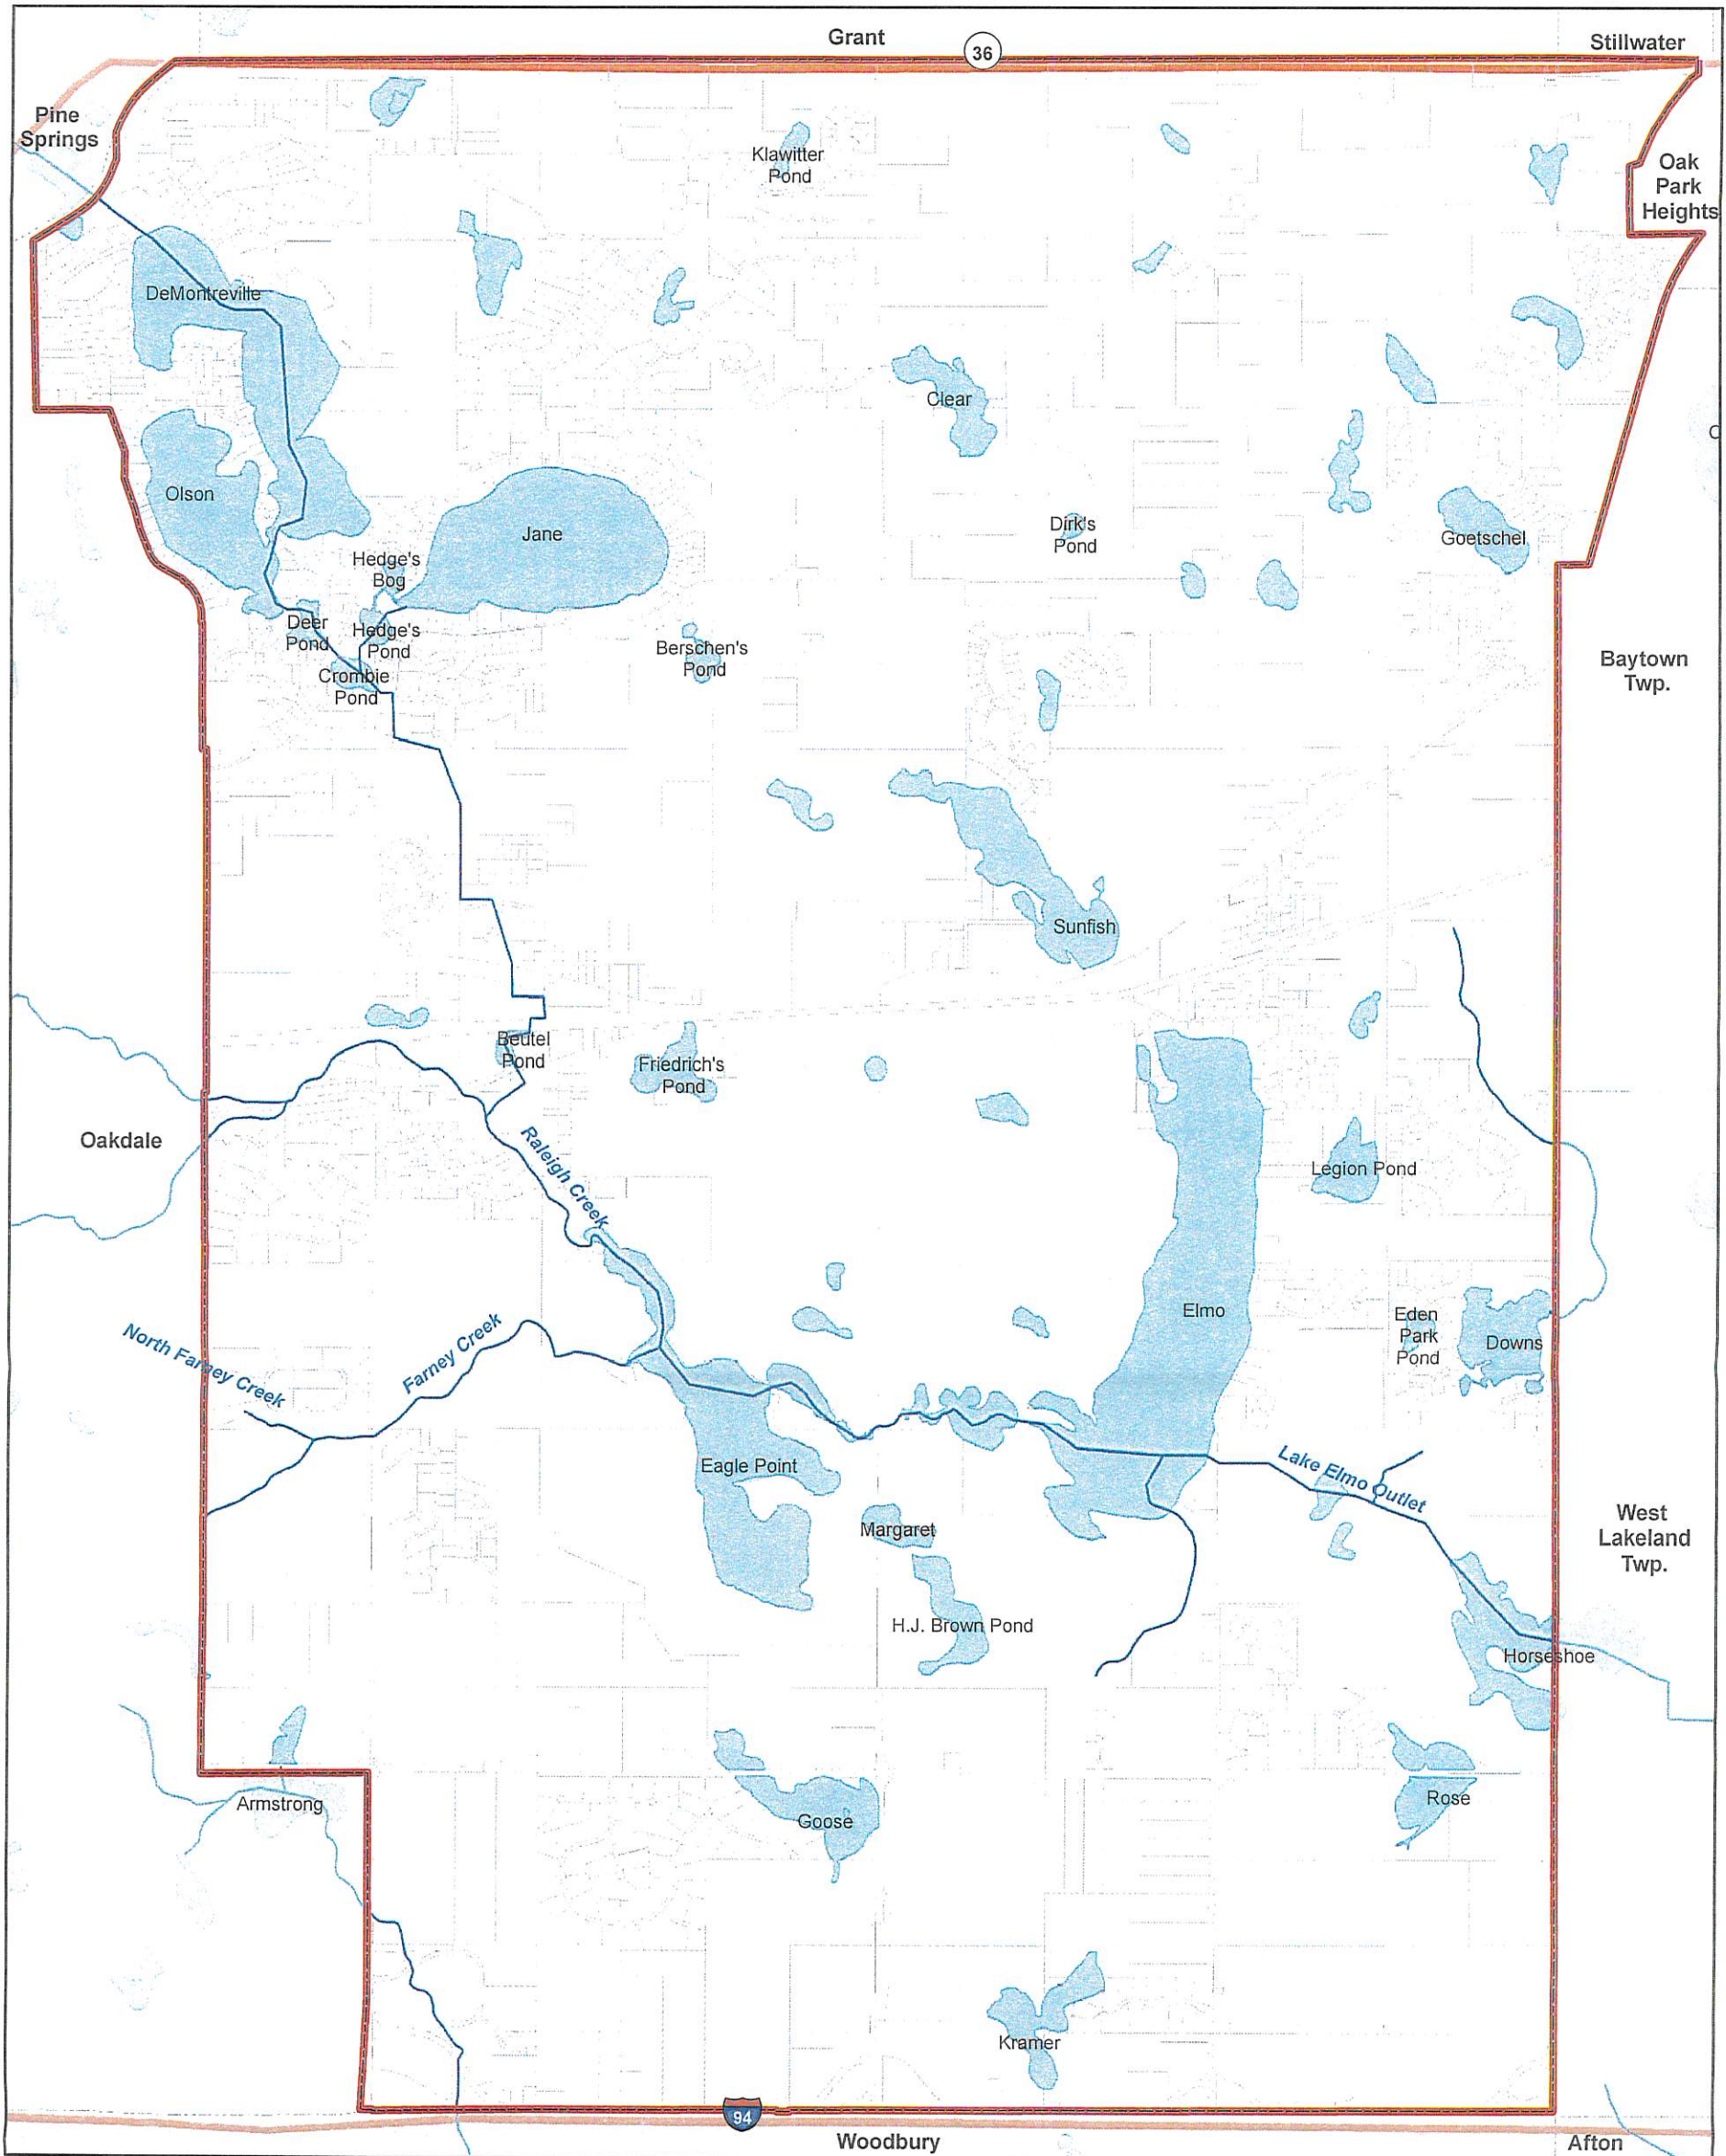 Grant
36
Stillwater
Pine
Springs
Klawitter
Pond
Oak
Park
Heights
DeMontreville
Clear
Olson
Jane
Dirk's
Pond
Goetschel
Hedge's
Bog
Deer
Pond
Hedge's
Pond
Berschen's
Pond
Crombie
Pond
Baytown
Twp.
Sunfish
Beutel
Pond
Friedrich's
Pond
Oakdale
Raleigh Creek
Legion Pond
Elmo
Eden
Park
Pond
Downs
North Farney Creek
Farney Creek
Eagle Point
Lake Elmo Outlet
Margaret
West
Lakeland
Twp.
H.J. Brown Pond
Horseshoe
Armstrong
Goose
Rose
Kramer
94
Woodbury
Afton